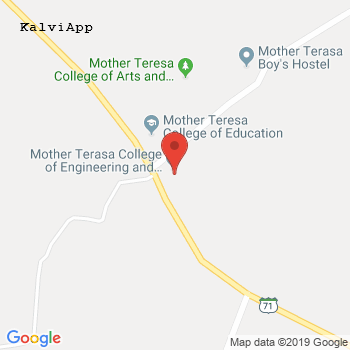 KalviApp
Mother Teresa
College of Arts and...
Mother Terasa
Boy's Hostel
Mother Teresa
College of Education
Mother Terasa College
of Engineering and...
71
Google
Map data ©2019 Google